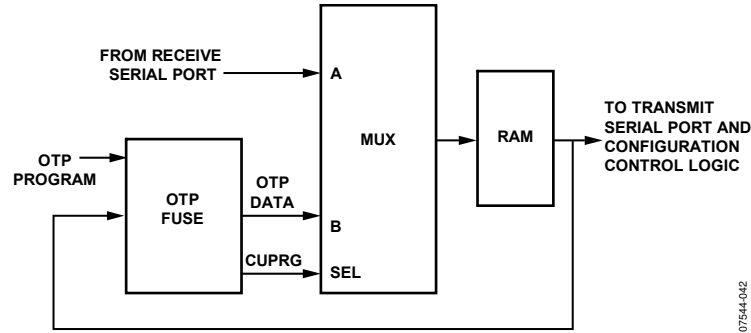 FROM RECEIVE
SERIAL PORT
A
MUX
RAM
TO TRANSMIT
SERIAL PORT AND
CONFIGURATION
CONTROL LOGIC
OTP
PROGRAM
OTP
FUSE
OTP
DATA
B
CUPRG
SEL
07544-042